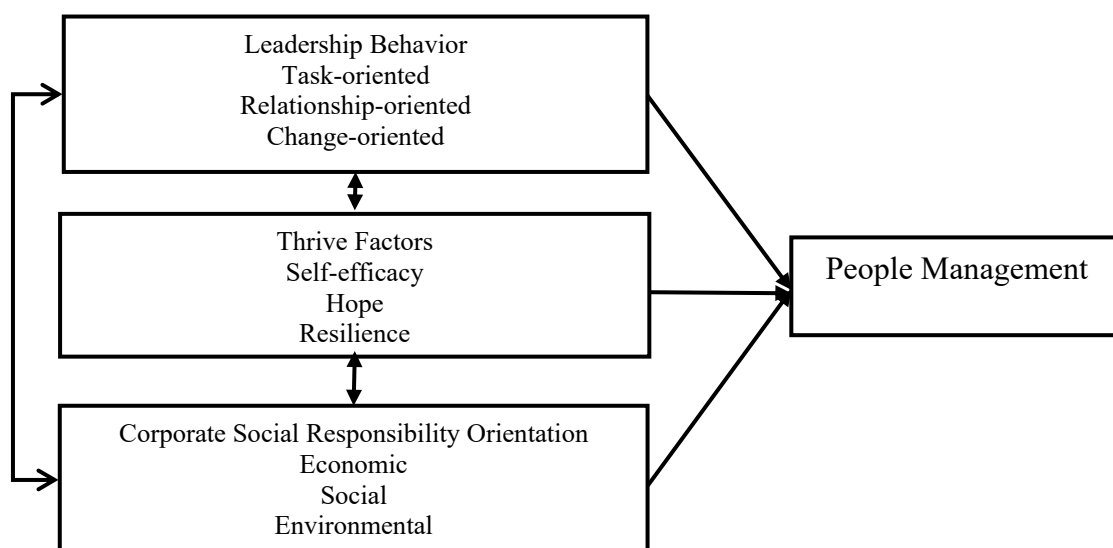 Leadership Behavior
Task-oriented
Relationship-oriented
Change-oriented
Thrive Factors
Self-efficacy
Hope
Resilience
People Management
Corporate Social Responsibility Orientation
Economic
Social
Environmental